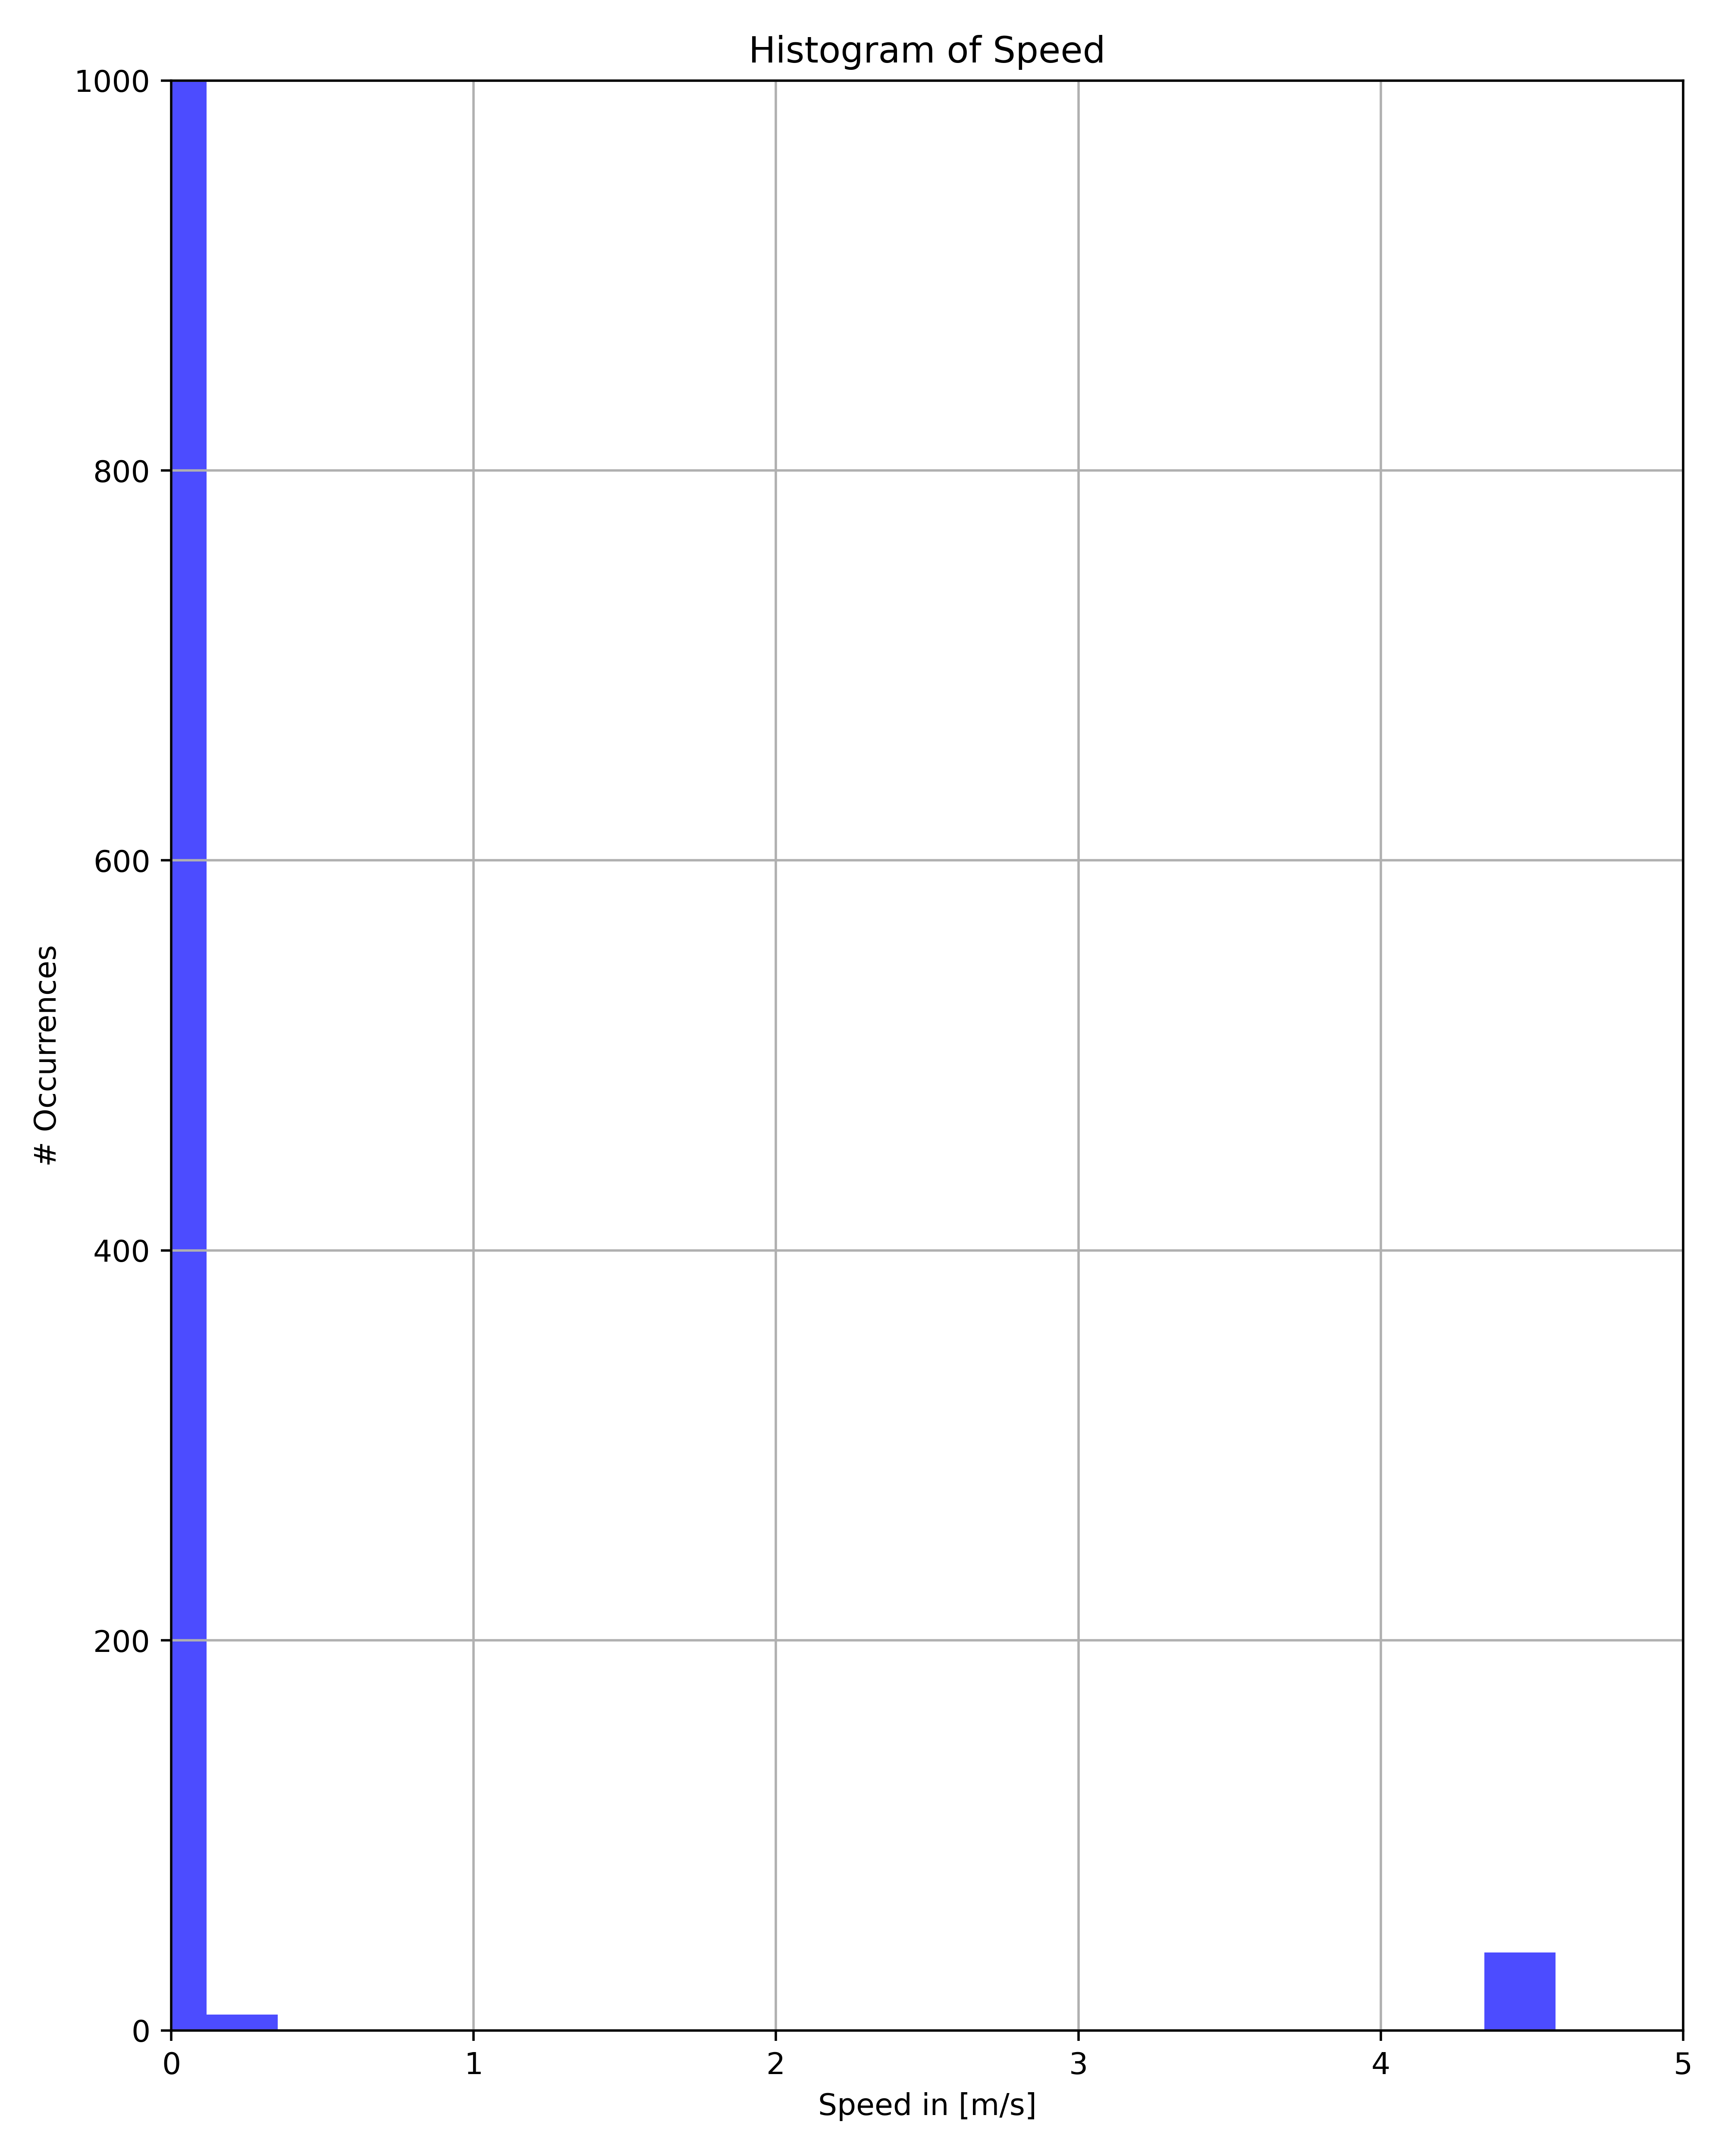 Histogram of Speed
1000
800
600
400
200
0
# Occurrences
0 1 2 3 4 5
Speed in [m/s]